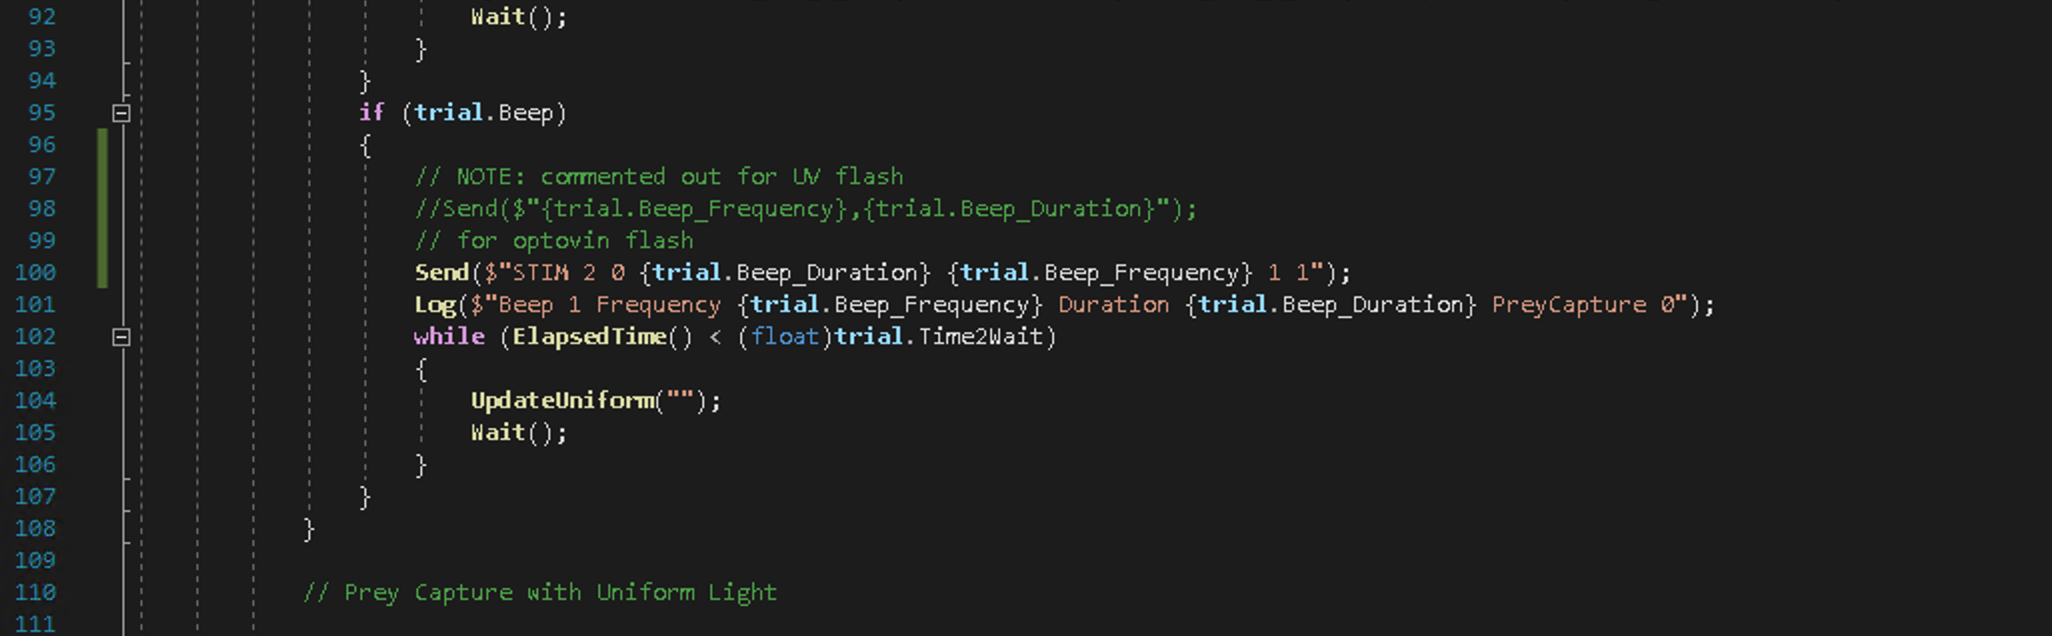 92 Wait();
93 }
94 }
95 if (trial.Beep)
96 {
97 // NOTE: commented out for UV flash
98 //Send($"{trial.Beep_Frequency},{trial.Beep_Duration}");
99 // for optovin flash
100 Send($"STIM 2 0 {trial.Beep_Duration} {trial.Beep_Frequency} 1 1");
101 Log($"Beep 1 Frequency {trial.Beep_Frequency} Duration {trial.Beep_Duration} PreyCapture 0");
102 while (ElapsedTime() < (float)trial.Time2Wait)
103 {
104 UpdateUniform("");
105 Wait();
106 }
107 }
108 }
109
110 // Prey Capture with Uniform Light
111